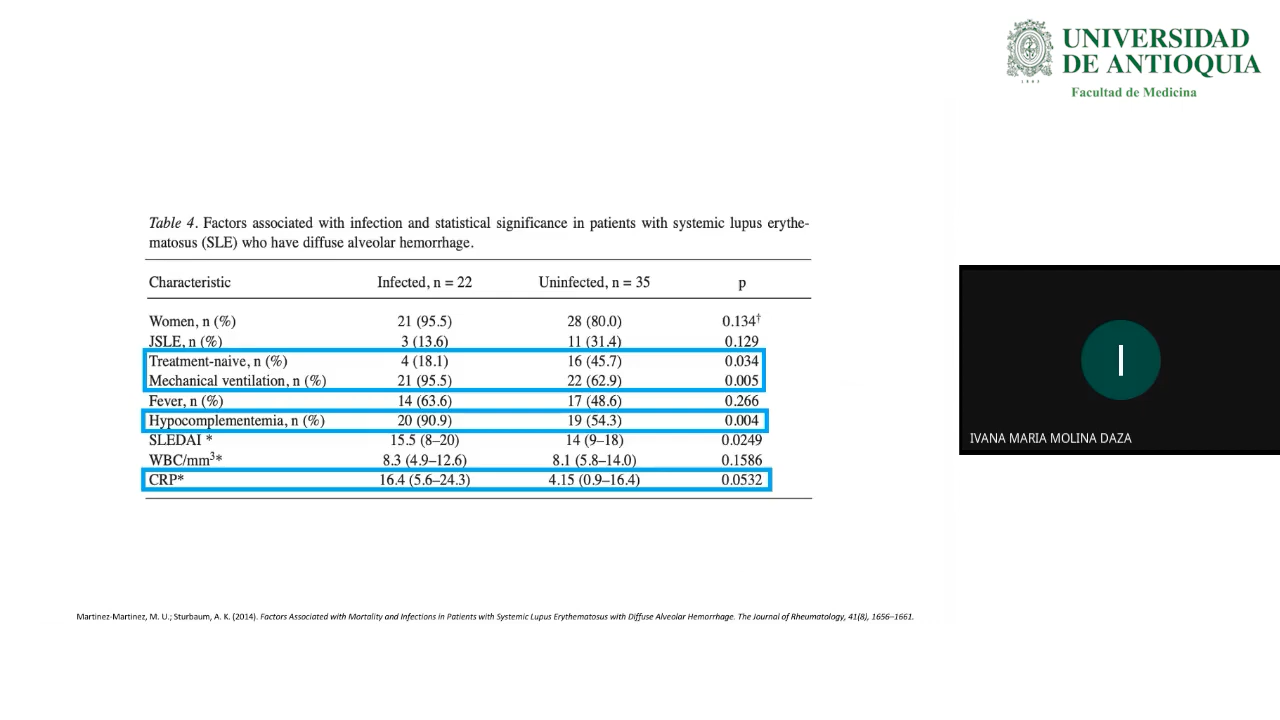 UNIVERSIDAD
DE ANTIOQUIA
1803
Facultad de Medicina
Table 4. Factors associated with infection and statistical significance in patients with systemic lupus erythe-
matosus (SLE) who have diffuse alveolar hemorrhage.
Characteristic Infected, n = 22 Uninfected, n = 35 p
Women, n (%) 21 (95.5) 28 (80.0) 0.134†
JSLE, n (%) 3 (13.6) 11 (31.4) 0.129
Treatment-naive, n (%) 4 (18.1) 16 (45.7) 0.034
Mechanical ventilation, n (%) 21 (95.5) 22 (62.9) 0.005
Fever, n (%) 14 (63.6) 17 (48.6) 0.266
Hypocomplementemia, n (%) 20 (90.9) 19 (54.3) 0.004
SLEDAI * 15.5 (8–20) 14 (9–18) 0.0249
WBC/mm³* 8.3 (4.9–12.6) 8.1 (5.8–14.0) 0.1586
CRP* 16.4 (5.6–24.3) 4.15 (0.9–16.4) 0.0532
I
IVANA MARIA MOLINA DAZA
Martinez-Martinez, M. U.; Sturbaum, A. K. (2014). Factors Associated with Mortality and Infections in Patients with Systemic Lupus Erythematosus with Diffuse Alveolar Hemorrhage. The Journal of Rheumatology, 41(8), 1656–1661.